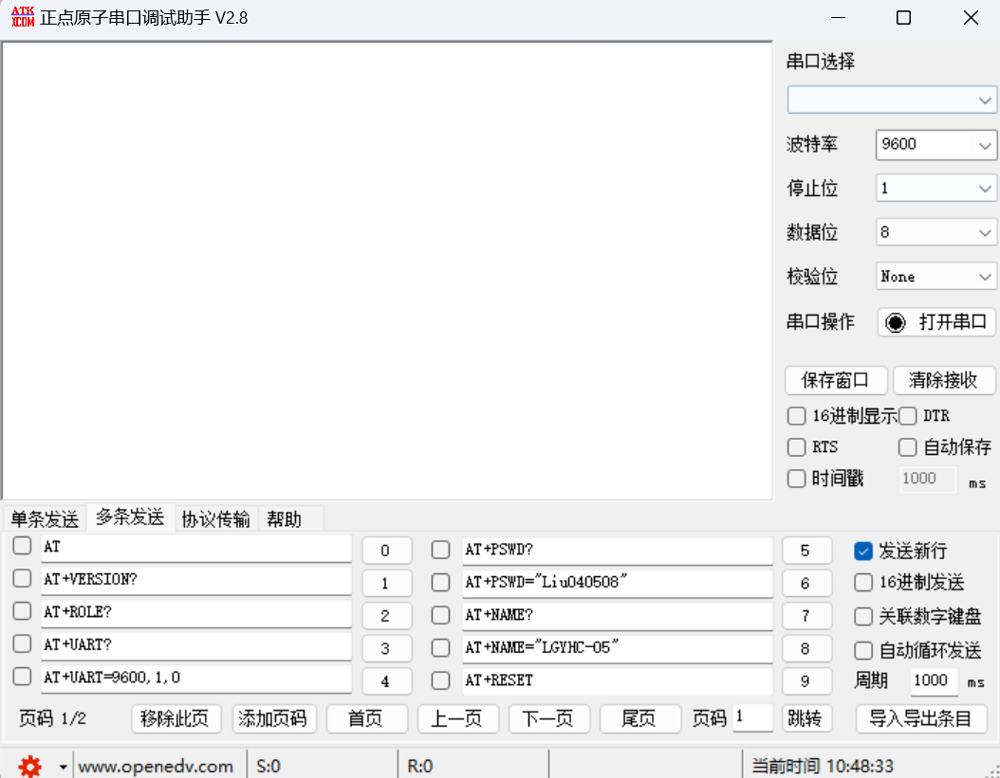 ATK
XCOM
正点原子串口调试助手 V2.8
串口选择
波特率 9600
停止位 1
数据位 8
校验位 None
串口操作 打开串口
保存窗口 清除接收
16进制显示 DTR
RTS 自动保存
时间戳 1000 ms
单条发送 多条发送 协议传输 帮助
AT 0 AT+PSWD? 5 发送新行
AT+VERSION? 1 AT+PSWD="Liu040508" 6 16进制发送
AT+ROLE? 2 AT+NAME? 7 关联数字键盘
AT+UART? 3 AT+NAME="LGYHC-05" 8 自动循环发送
AT+UART=9600,1,0 4 AT+RESET 9 周期 1000 ms
页码 1/2 移除此页 添加页码 首页 上一页 下一页 尾页 页码 1 跳转 导入导出条目
www.openedv.com S:0 R:0 当前时间 10:48:33